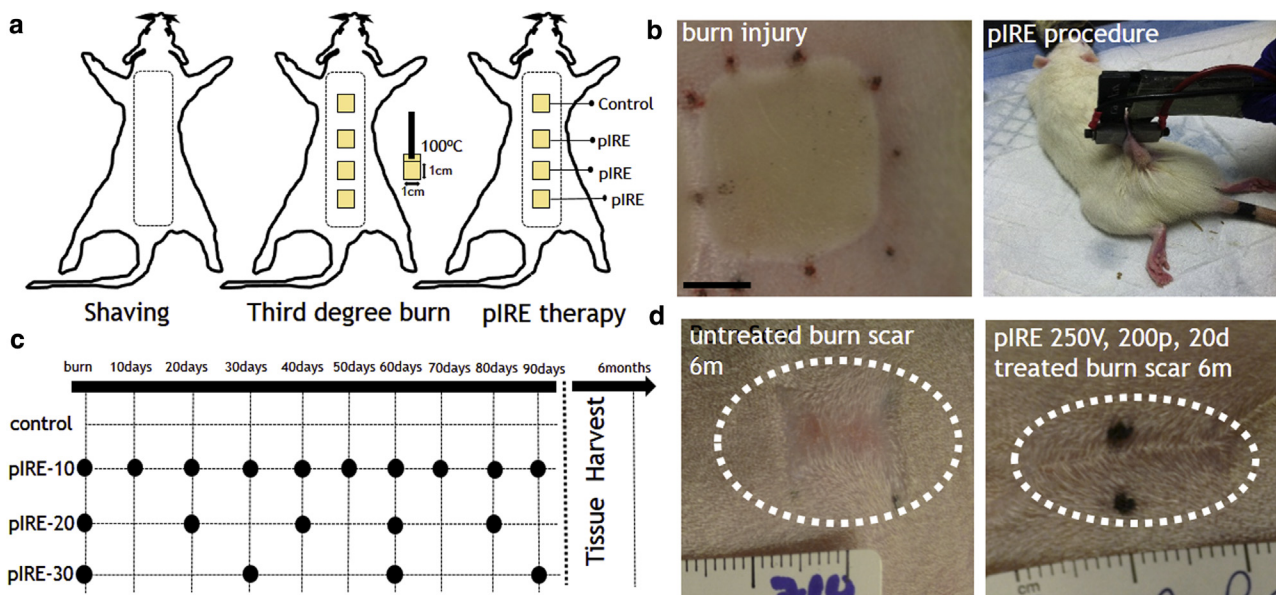 a
Control
pIRE
pIRE
pIRE
100ºC
1cm
1cm
Shaving
Third degree burn
pIRE therapy
b
burn injury
pIRE procedure
c
burn 10days 20days 30days 40days 50days 60days 70days 80days 90days 6months
control
pIRE-10
pIRE-20
pIRE-30
Tissue Harvest
d
untreated burn scar
6m
pIRE 250V, 200p, 20d
treated burn scar 6m
cm